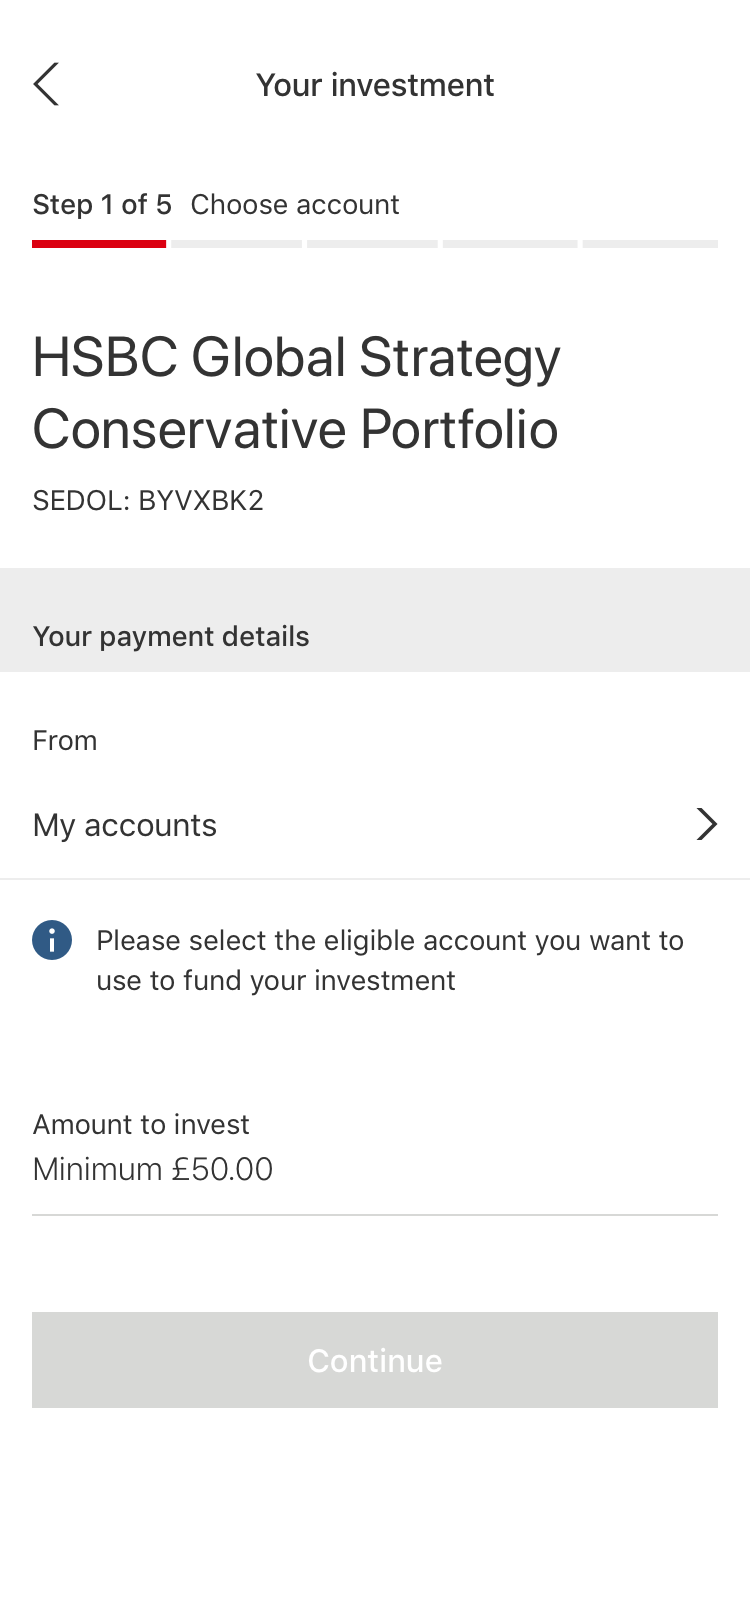 Your investment
Step 1 of 5 Choose account
HSBC Global Strategy
Conservative Portfolio
SEDOL: BYVXBK2
Your payment details
From
My accounts
Please select the eligible account you want to
use to fund your investment
Amount to invest
Minimum £50.00
Continue